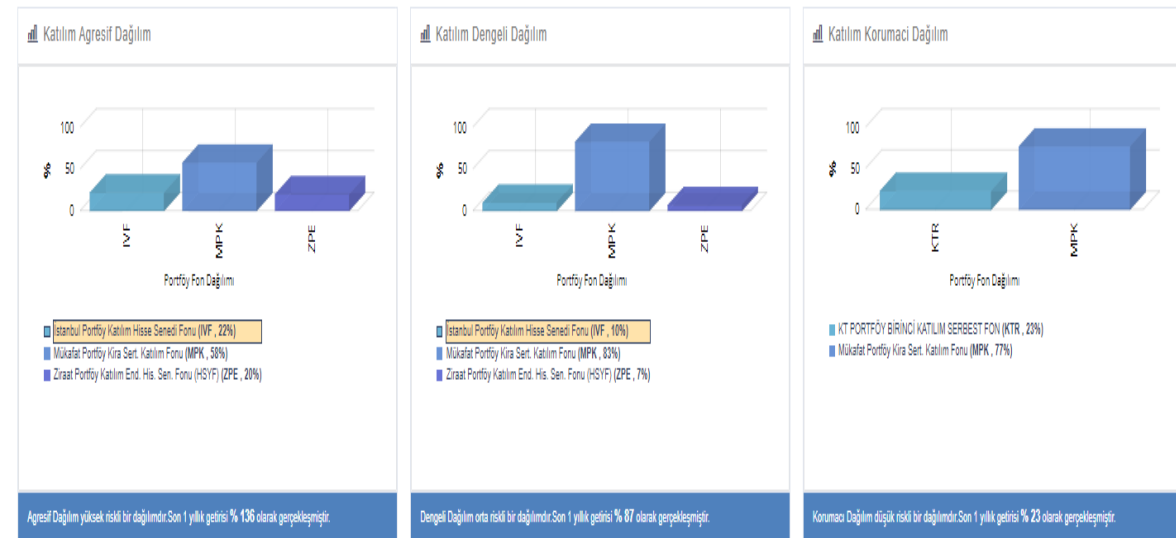 Katılım Agresif Dağılım
100
50
0
%
IVF
MPK
ZPE
Portföy Fon Dağılımı
İstanbul Portföy Katılım Hisse Senedi Fonu (IVF , 22%)
Mükafat Portföy Kira Sert. Katılım Fonu (MPK , 58%)
Ziraat Portföy Katılım End. His. Sen. Fonu (HSYF) (ZPE , 20%)
Agresif Dağılım yüksek riskli bir dağılımdır.Son 1 yıllık getirisi % 136 olarak gerçekleşmiştir.
Katılım Dengeli Dağılım
100
50
0
%
IVF
MPK
ZPE
Portföy Fon Dağılımı
İstanbul Portföy Katılım Hisse Senedi Fonu (IVF , 10%)
Mükafat Portföy Kira Sert. Katılım Fonu (MPK , 83%)
Ziraat Portföy Katılım End. His. Sen. Fonu (HSYF) (ZPE , 7%)
Dengeli Dağılım orta riskli bir dağılımdır.Son 1 yıllık getirisi % 87 olarak gerçekleşmiştir.
Katılım Korumaci Dağılım
100
50
0
%
KTR
MPK
Portföy Fon Dağılımı
KT PORTFÖY BİRİNCİ KATILIM SERBEST FON (KTR , 23%)
Mükafat Portföy Kira Sert. Katılım Fonu (MPK , 77%)
Korumacı Dağılım düşük riskli bir dağılımdır.Son 1 yıllık getirisi % 23 olarak gerçekleşmiştir.